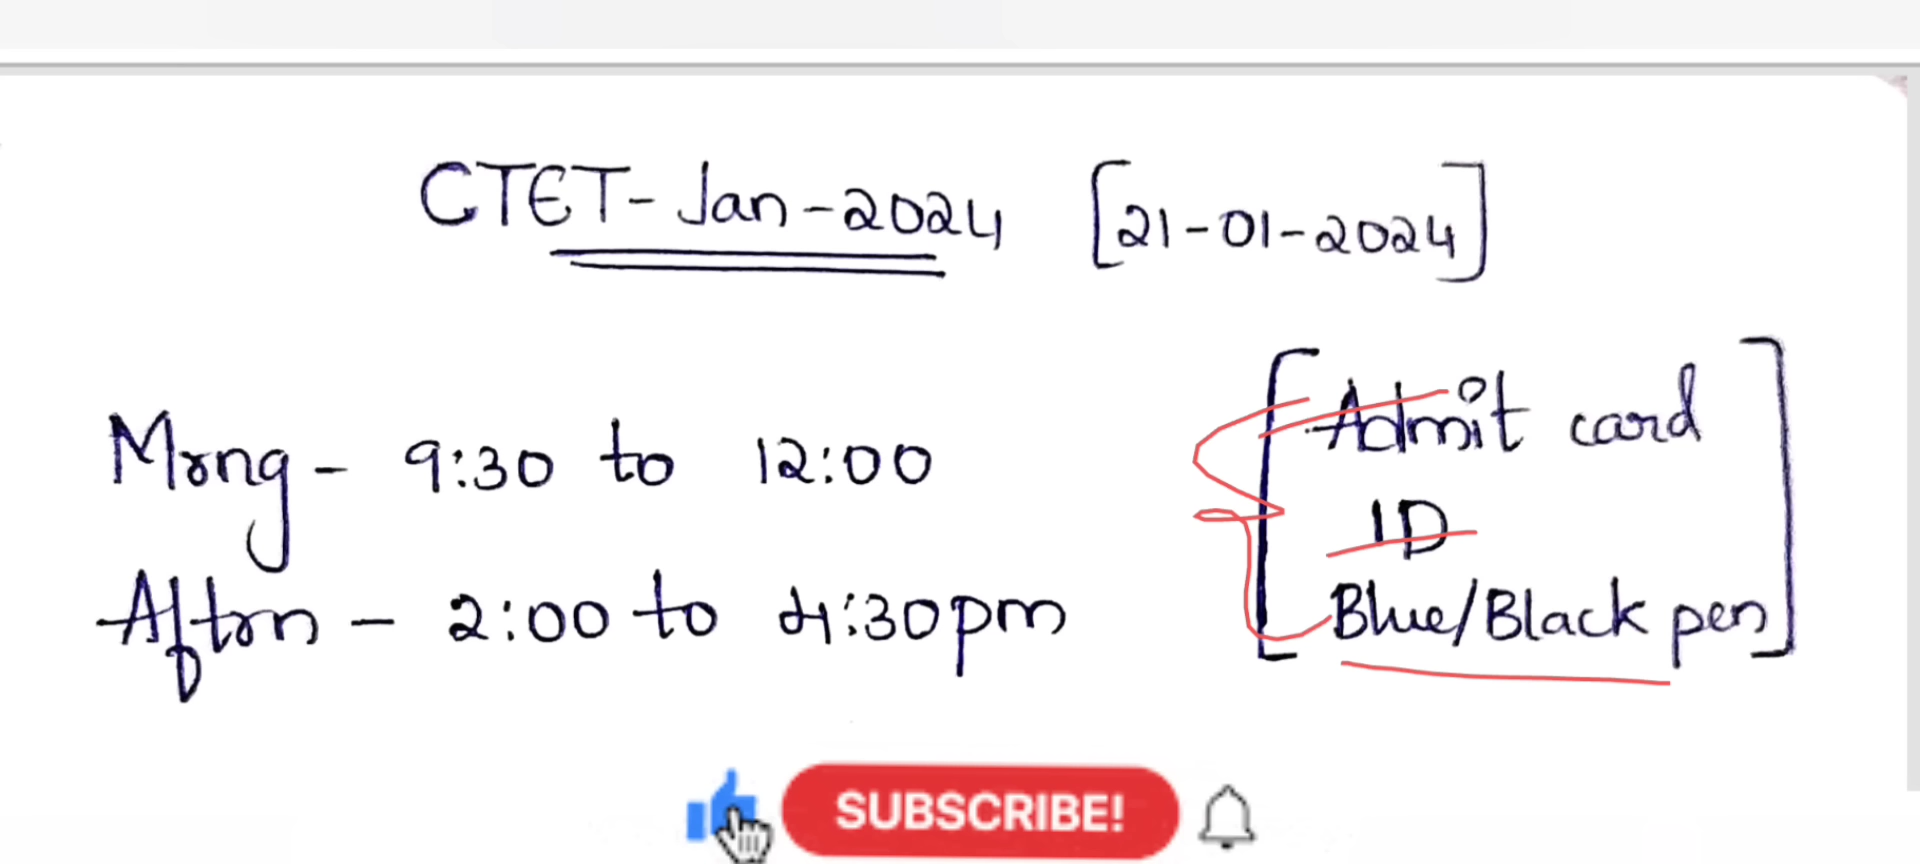 CTET-Jan-2024 [21-01-2024]
Mrng - 9:30 to 12:00
Aftrn - 2:00 to 4:30pm
[Admit card
ID
Blue/Black pen]
SUBSCRIBE!